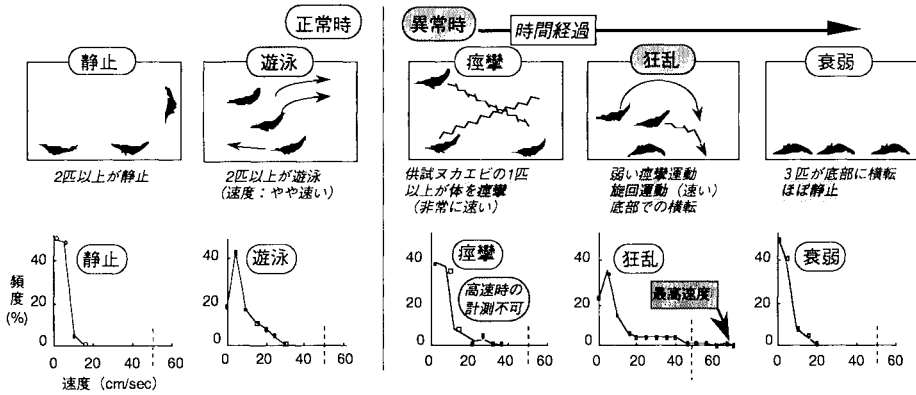 正常時
異常時
時間経過
静止
遊泳
痙攣
狂乱
衰弱
2匹以上が静止
2匹以上が遊泳
(速度：やや速い)
供試ヌカエビの1匹
以上が体を痙攣
(非常に速い)
弱い痙攣運動
旋回運動 (速い)
底部での横転
3匹が底部に横転
ほぼ静止
頻度
(%)
40
20
0
静止
0 20 40 60
速度 (cm/sec)
40
20
0
遊泳
0 20 40 60
40
20
0
痙攣
高速時の
計測不可
0 20 40 60
40
20
0
狂乱
最高速度
0 20 40 60
40
20
0
衰弱
0 20 40 60